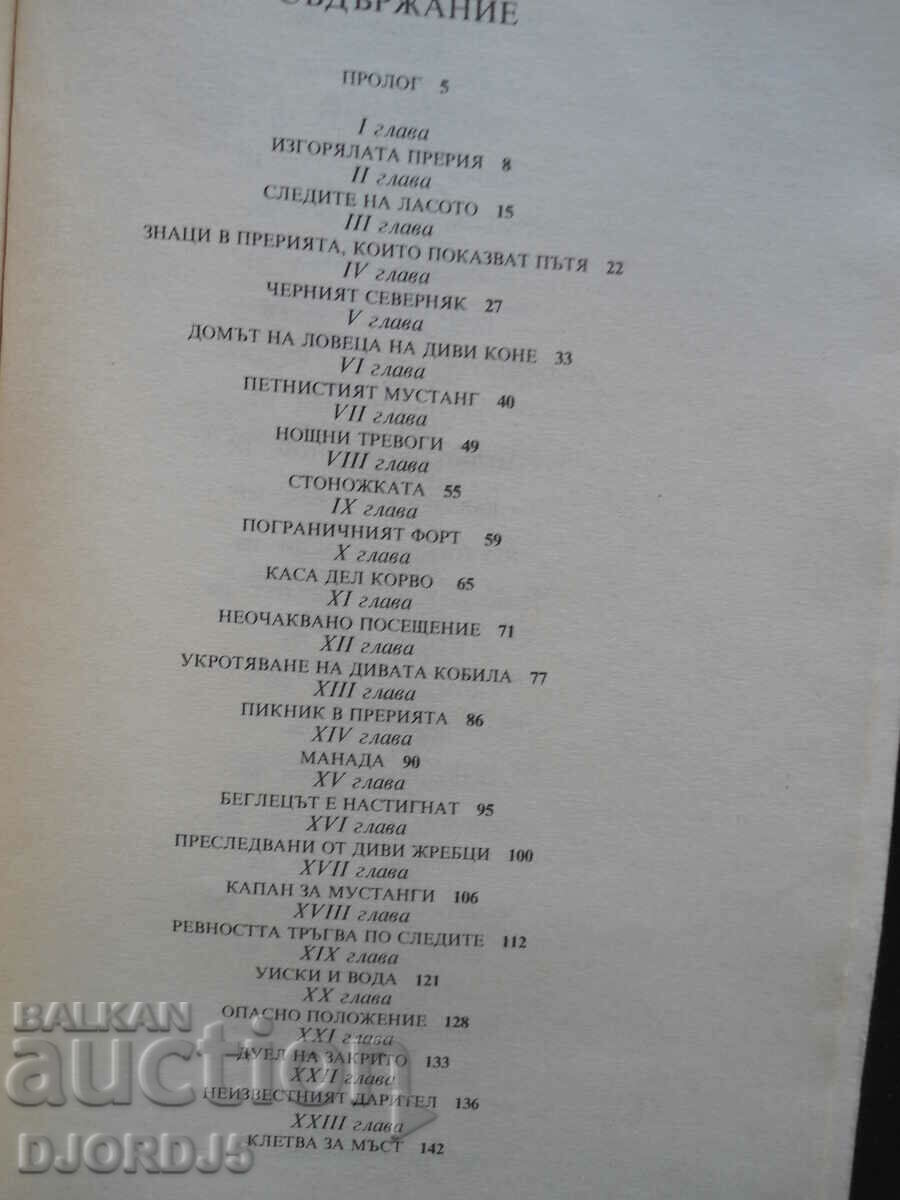 СЪДЪРЖАНИЕ
ПРОЛОГ 5
I глава
ИЗГОРЯЛАТА ПРЕРИЯ 8
II глава
СЛЕДИТЕ НА ЛАСОТО 15
III глава
ЗНАЦИ В ПРЕРИЯТА, КОИТО ПОКАЗВАТ ПЪТЯ 22
IV глава
ЧЕРНИЯТ СЕВЕРНЯК 27
V глава
ДОМЪТ НА ЛОВЕЦА НА ДИВИ КОНЕ 33
VI глава
ПЕТНИСТИЯТ МУСТАНГ 40
VII глава
НОЩНИ ТРЕВОГИ 49
VIII глава
СТОНОЖКАТА 55
IX глава
ПОГРАНИЧНИЯТ ФОРТ 59
X глава
КАСА ДЕЛ КОРВО 65
XI глава
НЕОЧАКВАНО ПОСЕЩЕНИЕ 71
XII глава
УКРОТЯВАНЕ НА ДИВАТА КОБИЛА 77
XIII глава
ПИКНИК В ПРЕРИЯТА 86
XIV глава
МАНАДА 90
XV глава
БЕГЛЕЦЪТ Е НАСТИГНАТ 95
XVI глава
ПРЕСЛЕДВАНИ ОТ ДИВИ ЖРЕБЦИ 100
XVII глава
КАПАН ЗА МУСТАНГИ 106
XVIII глава
РЕВНОСТТА ТРЪГВА ПО СЛЕДИТЕ 112
XIX глава
УИСКИ И ВОДА 121
XX глава
ОПАСНО ПОЛОЖЕНИЕ 128
XXI глава
ДУЕЛ НА ЗАКРИТО 133
XXII глава
НЕИЗВЕСТНИЯТ ДАРИТЕЛ 136
XXIII глава
КЛЕТВА ЗА МЪСТ 142
BALKAN
auction
DJORDJ5